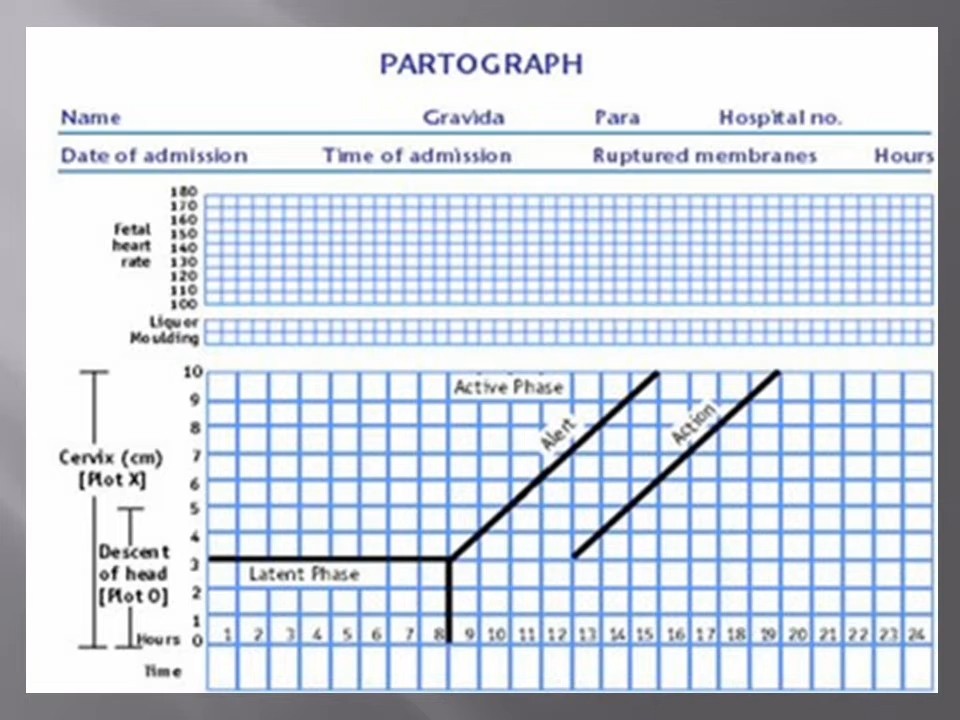 PARTOGRAPH
Name Gravida Para Hospital no.
Date of admission Time of admission Ruptured membranes Hours
180
170
160
150
140
130
120
110
100
Fetal
heart
rate
Liquor
Moulding
10
9
8
7
6
5
4
3
2
1
0
Cervix (cm)
[Plot X]
Descent
of head
[Plot O]
Active Phase
Alert
Action
Latent Phase
Hours 1 2 3 4 5 6 7 8 9 10 11 12 13 14 15 16 17 18 19 20 21 22 23 24
Time